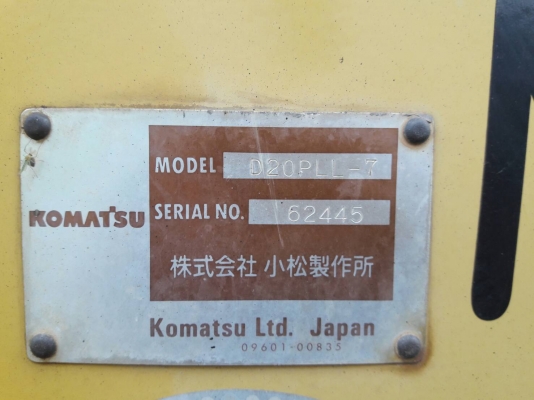 MODEL D20PLL-7
KOMATSU
SERIAL NO. 62445
株式会社 小松製作所
Komatsu Ltd. Japan
09601-00835